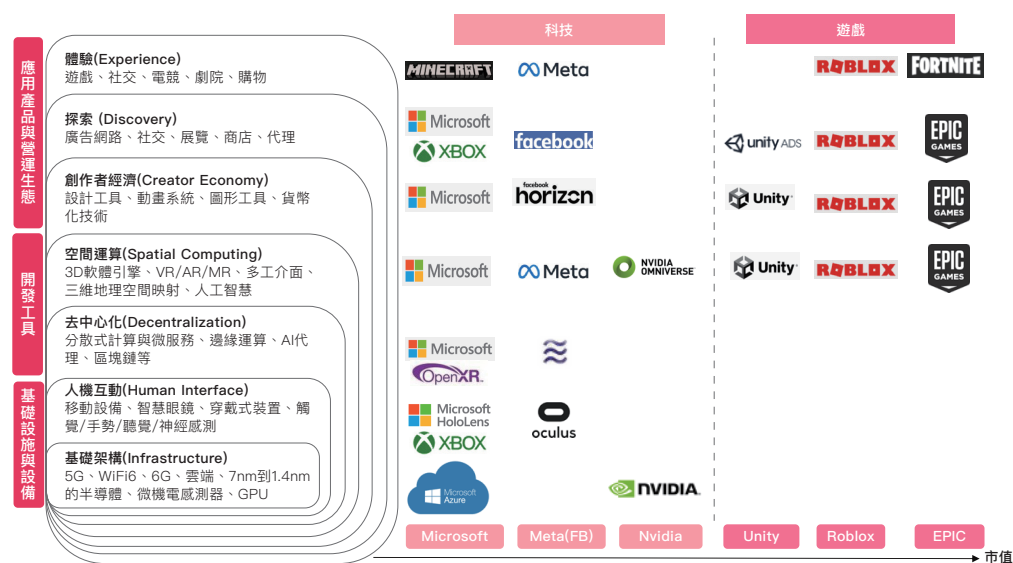 科技
遊戲
應用產品與營運生態
體驗(Experience)
遊戲、社交、電競、劇院、購物
MINECRAFT
Meta
ROBLOX
FORTNITE
探索 (Discovery)
廣告網路、社交、展覽、商店、代理
Microsoft
XBOX
facebook
unity ADS
ROBLOX
EPIC
GAMES
創作者經濟(Creator Economy)
設計工具、動畫系統、圖形工具、貨幣
化技術
Microsoft
facebook
horizon
Unity
ROBLOX
EPIC
GAMES
開發工具
空間運算(Spatial Computing)
3D軟體引擎、VR/AR/MR、多工介面、
三維地理空間映射、人工智慧
Microsoft
Meta
NVIDIA
OMNIVERSE
Unity
ROBLOX
EPIC
GAMES
去中心化(Decentralization)
分散式計算與微服務、邊緣運算、AI代
理、區塊鏈等
Microsoft
OpenXR
基礎設施與設備
人機互動(Human Interface)
移動設備、智慧眼鏡、穿戴式裝置、觸
覺/手勢/聽覺/神經感測
Microsoft
HoloLens
XBOX
oculus
基礎架構(Infrastructure)
5G、WiFi6、6G、雲端、7nm到1.4nm
的半導體、微機電感測器、GPU
Microsoft
Azure
NVIDIA
Microsoft
Meta(FB)
Nvidia
Unity
Roblox
EPIC
市值